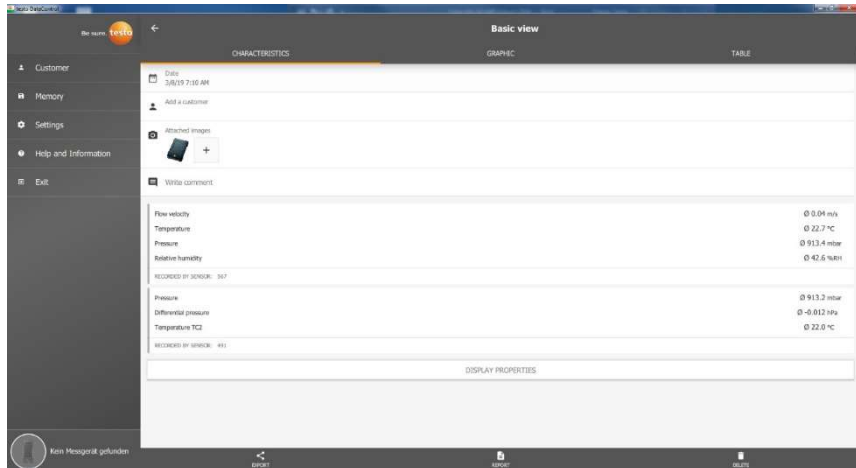 testo DataControl
Be sure. testo
Customer
Memory
Settings
Help and Information
Exit
Kein Messgerät gefunden
Basic view
CHARACTERISTICS
GRAPHIC
TABLE
Date
3/8/19 7:10 AM
Add a customer
Attached images
+
Write comment
Flow velocity Ø 0.04 m/s
Temperature Ø 22.7 °C
Pressure Ø 913.4 mbar
Relative humidity Ø 42.6 %RH
RECORDED BY SENSOR: 567
Pressure Ø 913.2 mbar
Differential pressure Ø -0.012 hPa
Temperature TC2 Ø 22.0 °C
RECORDED BY SENSOR: 491
DISPLAY PROPERTIES
EXPORT
REPORT
DELETE